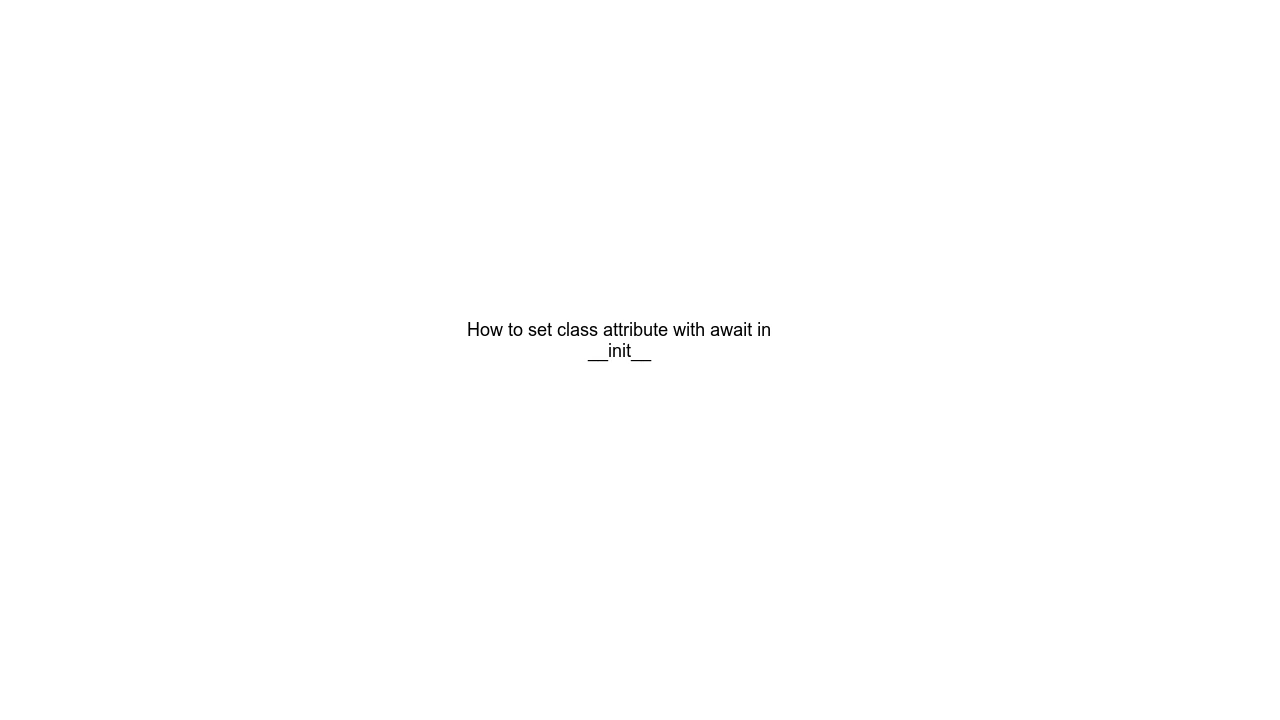 How to set class attribute with await in
__init__